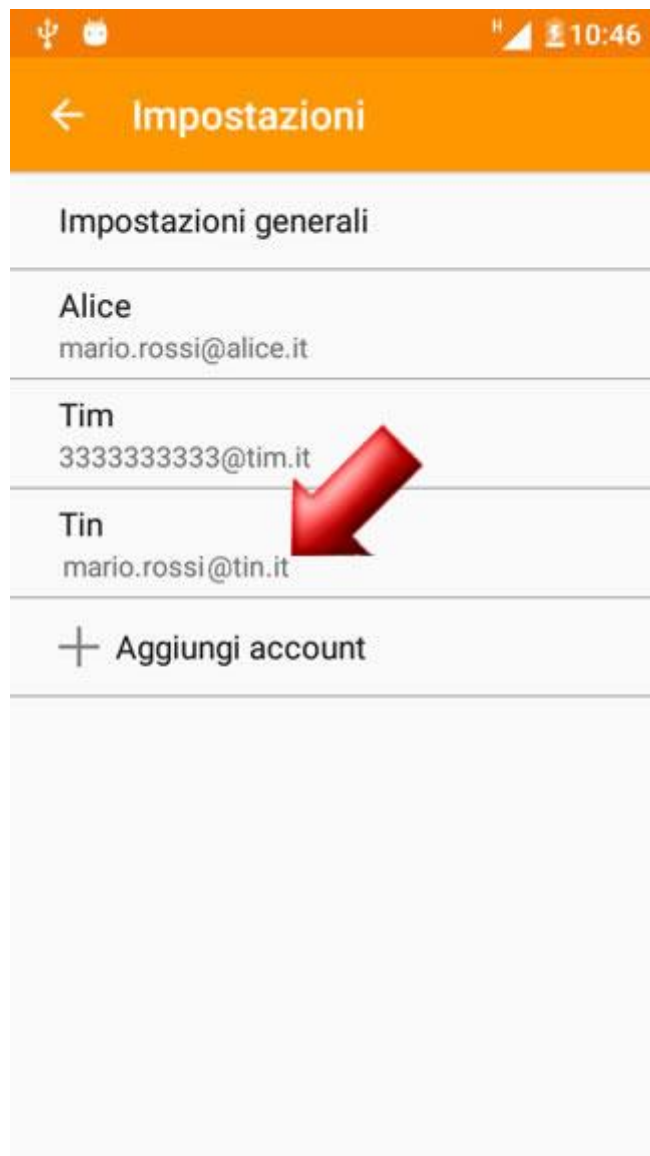 H 10:46
Impostazioni
Impostazioni generali
Alice
mario.rossi@alice.it
Tim
3333333333@tim.it
Tin
mario.rossi@tin.it
Aggiungi account